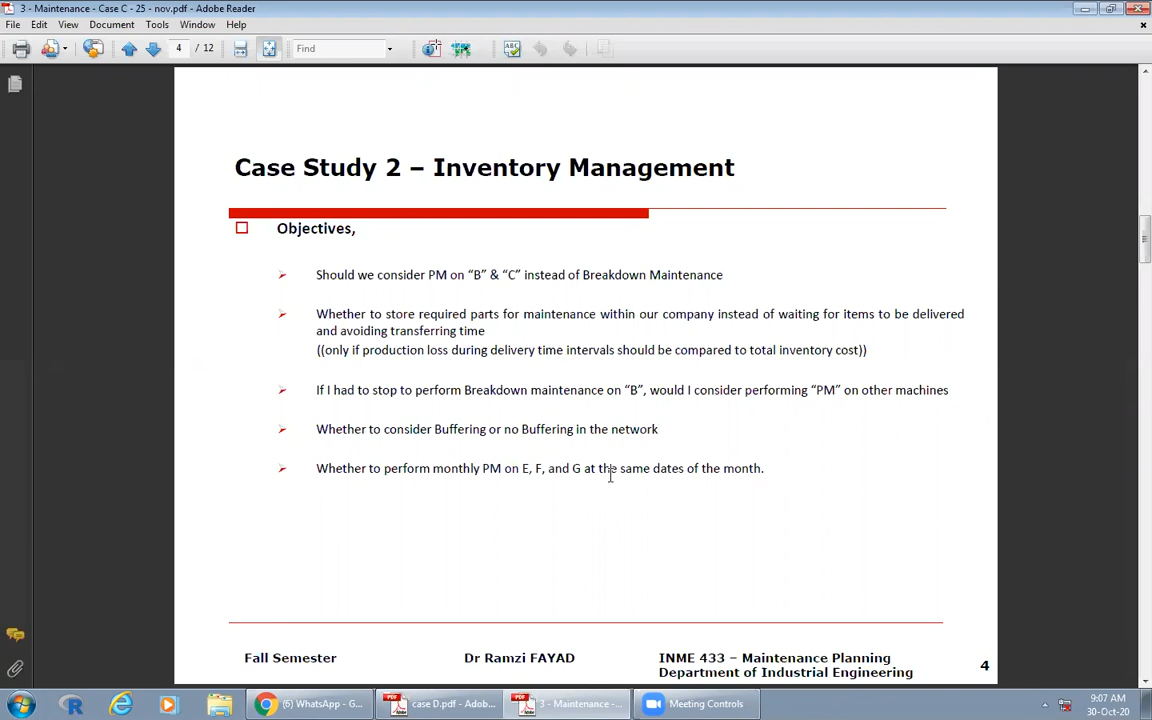 3 - Maintenance - Case C - 25 - nov.pdf - Adobe Reader
File Edit View Document Tools Window Help
4 / 12 Find
Case Study 2 – Inventory Management
Objectives,
Should we consider PM on “B” & “C” instead of Breakdown Maintenance
Whether to store required parts for maintenance within our company instead of waiting for items to be delivered
and avoiding transferring time
((only if production loss during delivery time intervals should be compared to total inventory cost))
If I had to stop to perform Breakdown maintenance on “B”, would I consider performing “PM” on other machines
Whether to consider Buffering or no Buffering in the network
Whether to perform monthly PM on E, F, and G at the same dates of the month.
Fall Semester Dr Ramzi FAYAD INME 433 – Maintenance Planning
Department of Industrial Engineering 4
(6) WhatsApp - G... case D.pdf - Adob... 3 - Maintenance -... Meeting Controls
9:07 AM
30-Oct-20